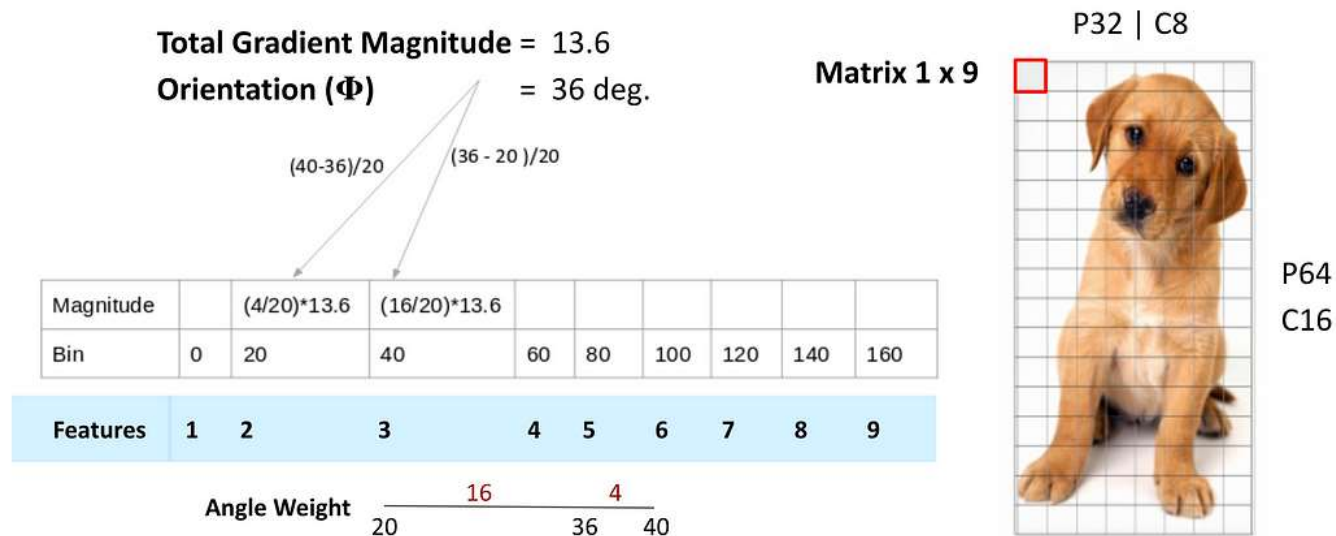 Total Gradient Magnitude = 13.6
Orientation (Φ) = 36 deg.
(40-36)/20
(36 - 20 )/20
Magnitude (4/20)*13.6 (16/20)*13.6
Bin 0 20 40 60 80 100 120 140 160
Features 1 2 3 4 5 6 7 8 9
Angle Weight
16 4
20 36 40
P32 | C8
Matrix 1 x 9
P64
C16